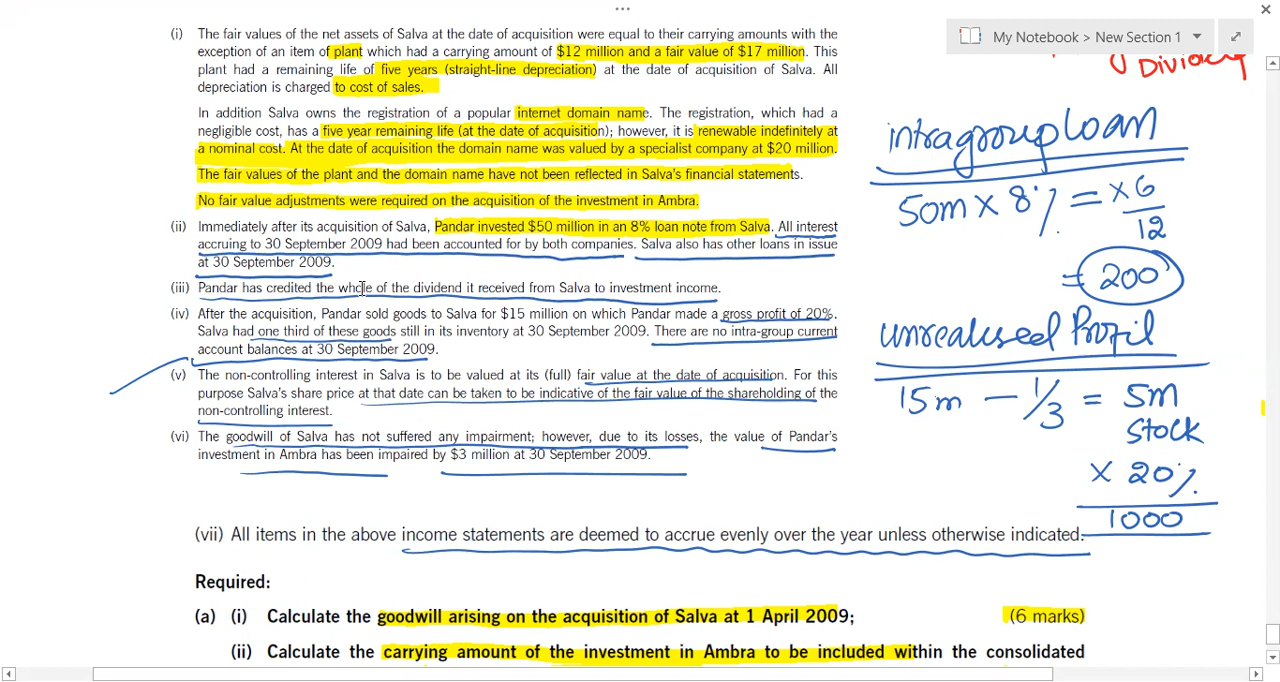 My Notebook > New Section 1
Dividend
(i) The fair values of the net assets of Salva at the date of acquisition were equal to their carrying amounts with the
exception of an item of plant which had a carrying amount of $12 million and a fair value of $17 million. This
plant had a remaining life of five years (straight-line depreciation) at the date of acquisition of Salva. All
depreciation is charged to cost of sales.
In addition Salva owns the registration of a popular internet domain name. The registration, which had a
negligible cost, has a five year remaining life (at the date of acquisition); however, it is renewable indefinitely at
a nominal cost. At the date of acquisition the domain name was valued by a specialist company at $20 million.
The fair values of the plant and the domain name have not been reflected in Salva's financial statements.
No fair value adjustments were required on the acquisition of the investment in Ambra.
(ii) Immediately after its acquisition of Salva, Pandar invested $50 million in an 8% loan note from Salva. All interest
accruing to 30 September 2009 had been accounted for by both companies. Salva also has other loans in issue
at 30 September 2009.
(iii) Pandar has credited the whole of the dividend it received from Salva to investment income.
(iv) After the acquisition, Pandar sold goods to Salva for $15 million on which Pandar made a gross profit of 20%.
Salva had one third of these goods still in its inventory at 30 September 2009. There are no intra-group current
account balances at 30 September 2009.
(v) The non-controlling interest in Salva is to be valued at its (full) fair value at the date of acquisition. For this
purpose Salva's share price at that date can be taken to be indicative of the fair value of the shareholding of the
non-controlling interest.
(vi) The goodwill of Salva has not suffered any impairment; however, due to its losses, the value of Pandar's
investment in Ambra has been impaired by $3 million at 30 September 2009.
(vii) All items in the above income statements are deemed to accrue evenly over the year unless otherwise indicated.
Required:
(a) (i) Calculate the goodwill arising on the acquisition of Salva at 1 April 2009; (6 marks)
(ii) Calculate the carrying amount of the investment in Ambra to be included within the consolidated
intragroup loan
50m x 8% = x 6
12
= 200
unrealised Profit
15m - 1/3 = 5m
stock
x 20%
1000